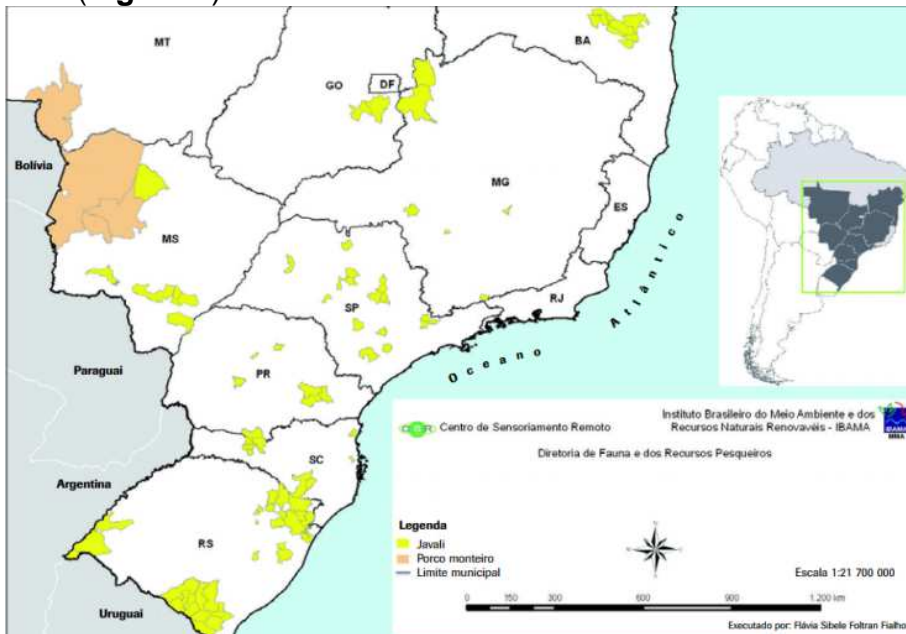 MT
BA
GO
DF
Bolívia
MG
ES
MS
SP
RJ
Oceano Atlântico
Paraguai
PR
Centro de Sensoriamento Remoto
Instituto Brasileiro do Meio Ambiente e dos
Recursos Naturais Renovavéis - IBAMA
IBAMA
MMA
Diretoria de Fauna e dos Recursos Pesqueiros
SC
Argentina
Legenda
Javali
Porco monteiro
Limite municipal
RS
Escala 1:21 700 000
0 150 300 600 900 1.200 km
Uruguai
Executado por: Flávia Sibele Foltran Fialho